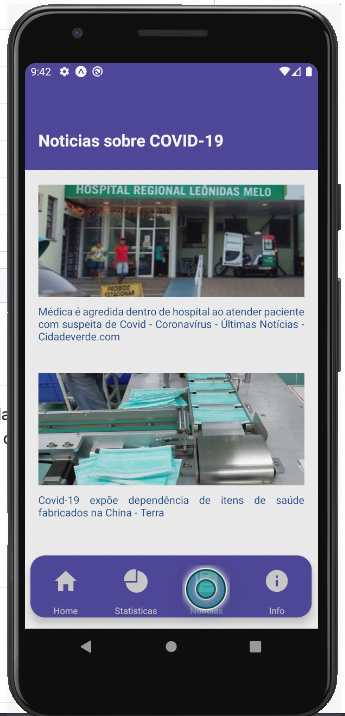 9:42
Noticias sobre COVID-19
HOSPITAL REGIONAL LEÔNIDAS MELO
PROIBIDO
ESTACIONAR
Médica é agredida dentro de hospital ao atender paciente
com suspeita de Covid - Coronavírus - Últimas Notícias -
Cidadeverde.com
Covid-19 expõe dependência de itens de saúde
fabricados na China - Terra
Home
Statisticas
Info